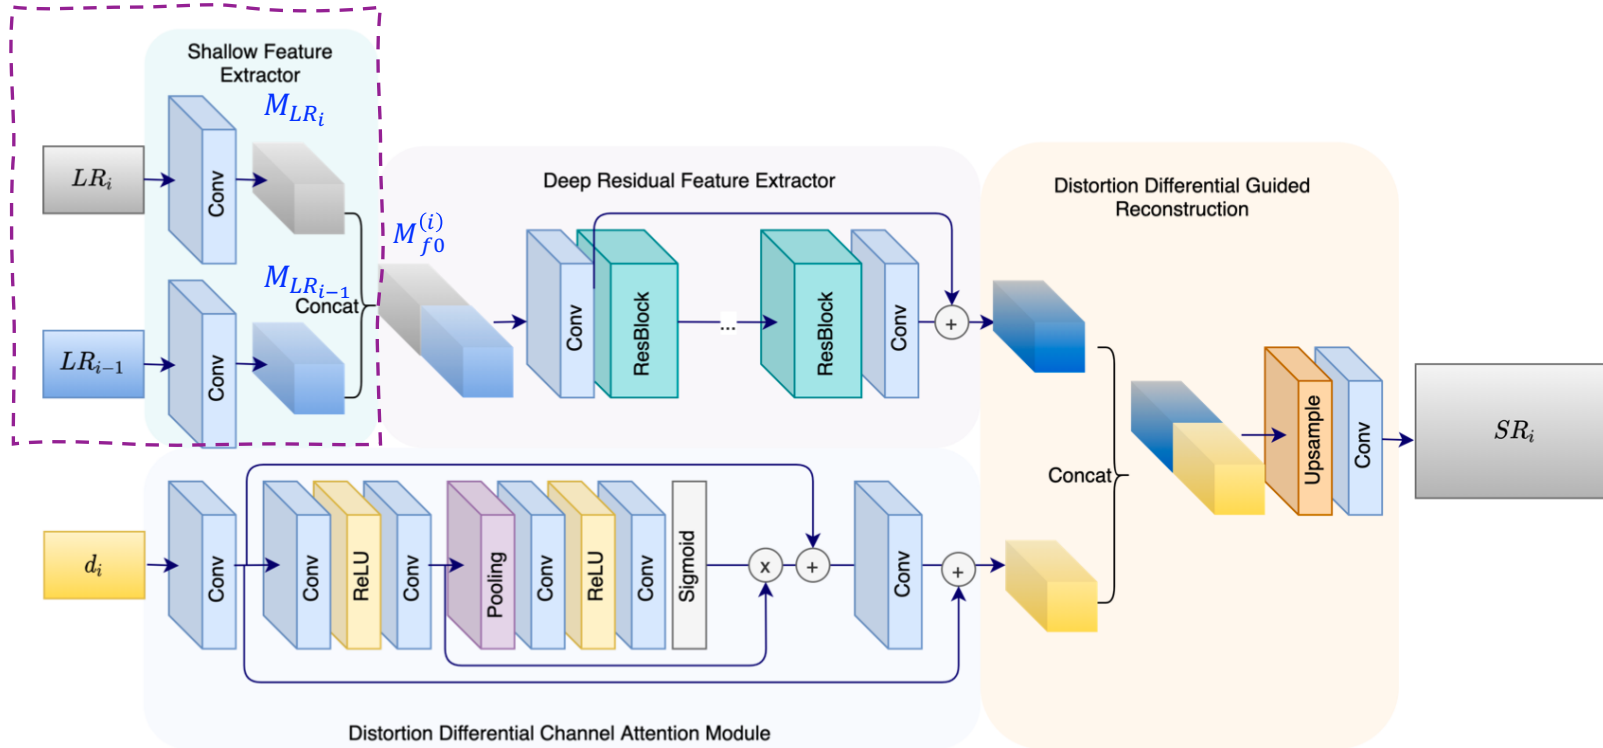 Shallow Feature
Extractor
M_{LR_i}
LR_i
Conv
M_{LR_{i-1}}
Concat
LR_{i-1}
Conv
Deep Residual Feature Extractor
M_{f0}^{(i)}
Conv
ResBlock
...
ResBlock
Conv
+
Distortion Differential Guided
Reconstruction
Concat
Upsample
Conv
SR_i
d_i
Conv
Conv
ReLU
Conv
Pooling
Conv
ReLU
Conv
Sigmoid
x
+
Conv
+
Distortion Differential Channel Attention Module